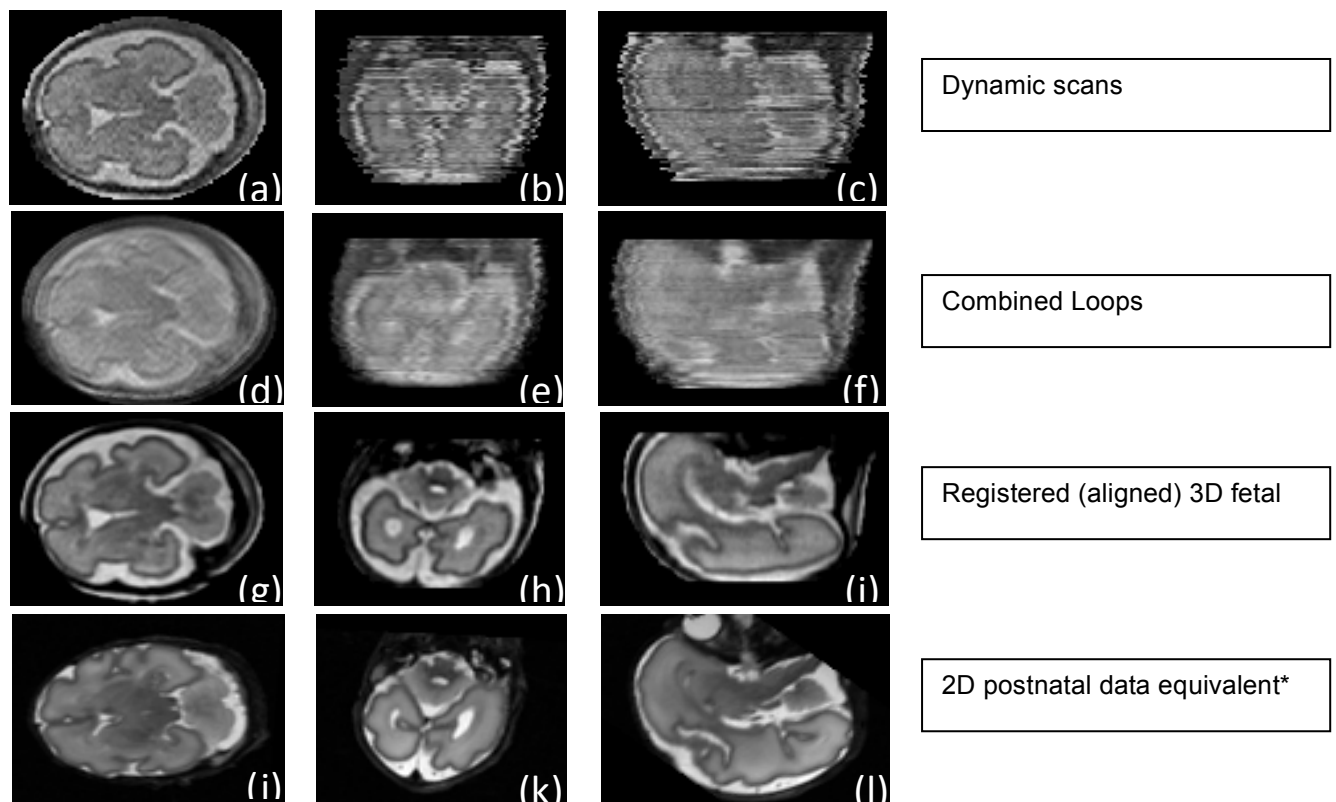 (a) (b) (c) Dynamic scans
(d) (e) (f) Combined Loops
(g) (h) (i) Registered (aligned) 3D fetal
(j) (k) (l) 2D postnatal data equivalent*